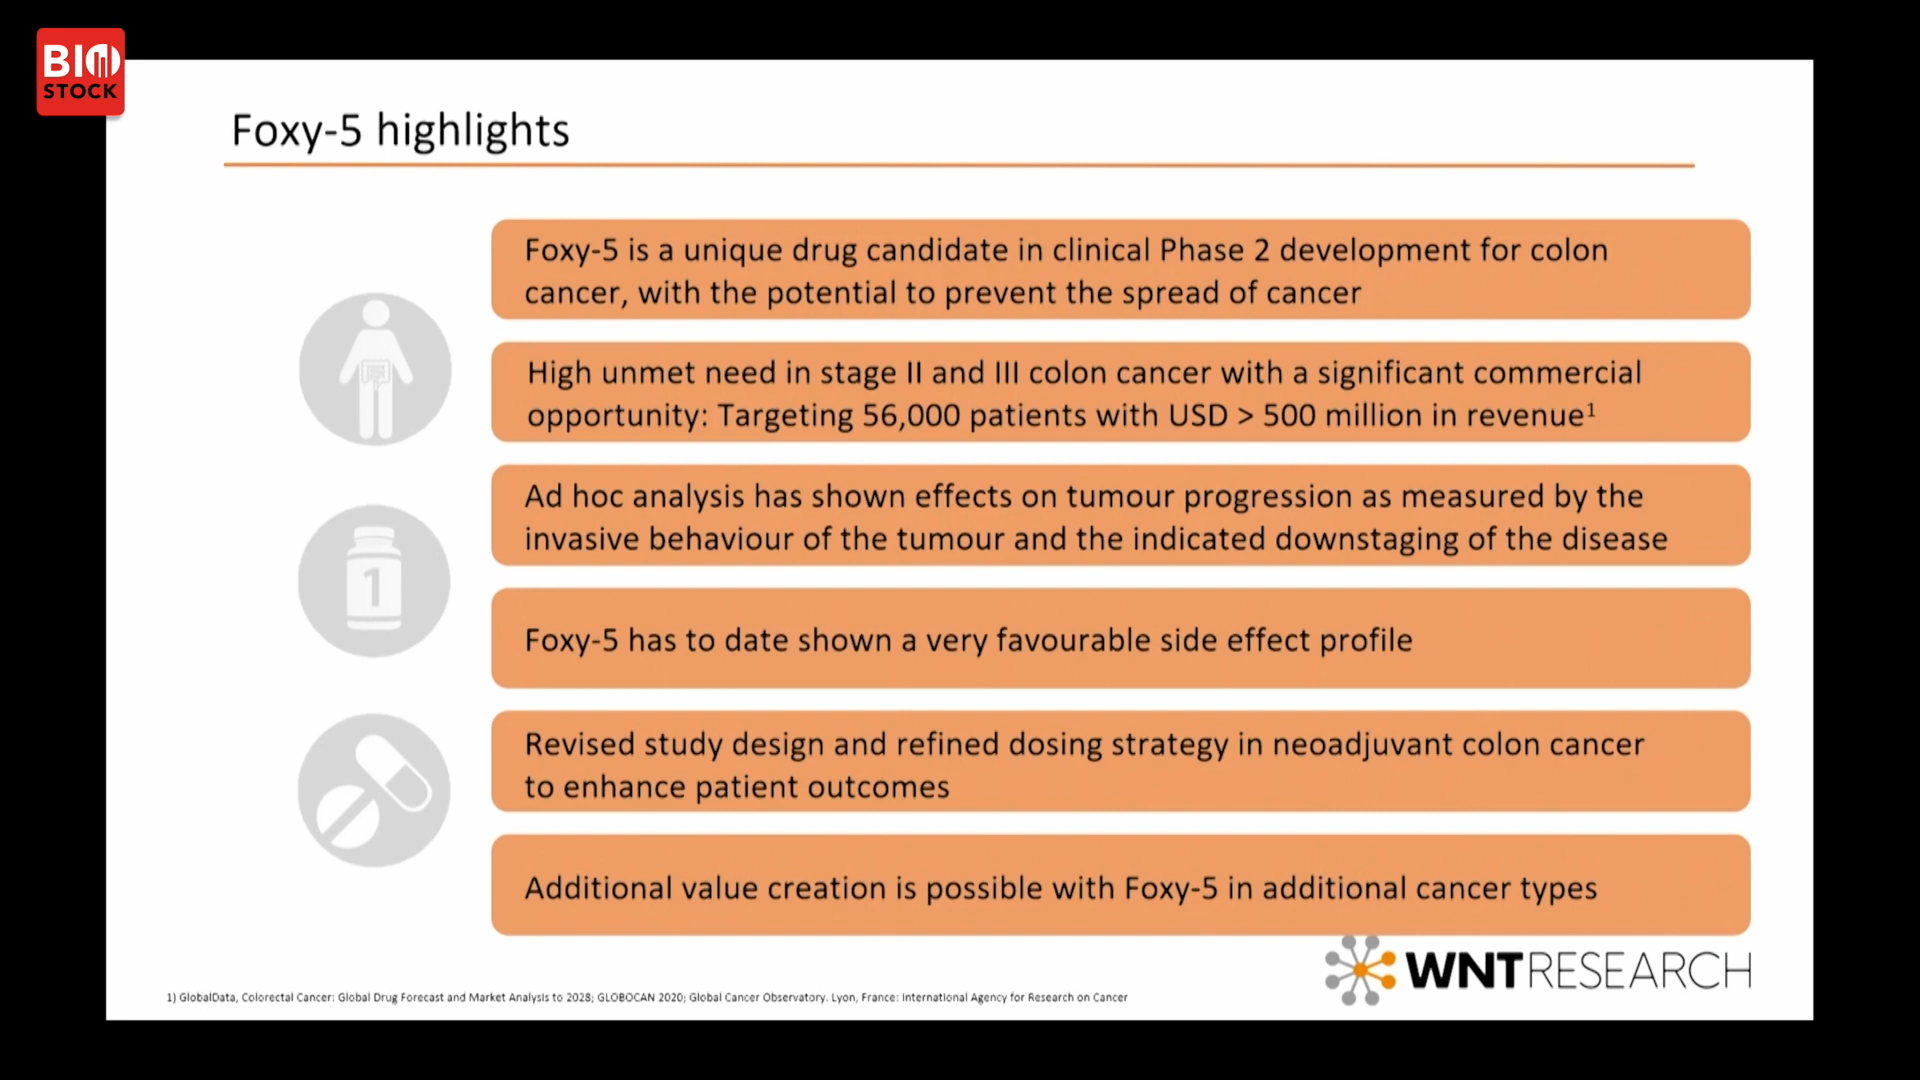 BIO
STOCK
Foxy-5 highlights
Foxy-5 is a unique drug candidate in clinical Phase 2 development for colon
cancer, with the potential to prevent the spread of cancer
High unmet need in stage II and III colon cancer with a significant commercial
opportunity: Targeting 56,000 patients with USD > 500 million in revenue¹
Ad hoc analysis has shown effects on tumour progression as measured by the
invasive behaviour of the tumour and the indicated downstaging of the disease
1
Foxy-5 has to date shown a very favourable side effect profile
Revised study design and refined dosing strategy in neoadjuvant colon cancer
to enhance patient outcomes
Additional value creation is possible with Foxy-5 in additional cancer types
WNTRESEARCH
1) GlobalData, Colorectal Cancer: Global Drug Forecast and Market Analysis to 2028; GLOBOCAN 2020; Global Cancer Observatory. Lyon, France: International Agency for Research on Cancer